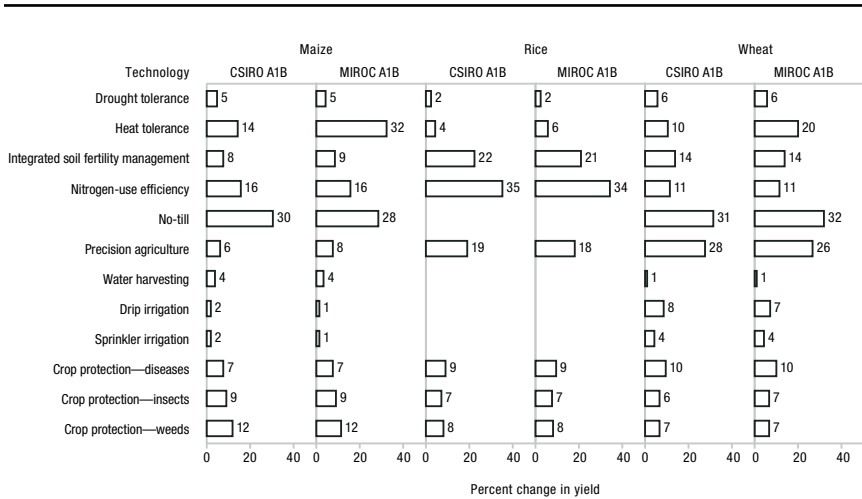 Maize Rice Wheat
Technology CSIRO A1B MIROC A1B CSIRO A1B MIROC A1B CSIRO A1B MIROC A1B
Drought tolerance 5 5 2 2 6 6
Heat tolerance 14 32 4 6 10 20
Integrated soil fertility management 8 9 22 21 14 14
Nitrogen-use efficiency 16 16 35 34 11 11
No-till 30 28 31 32
Precision agriculture 6 8 19 18 28 26
Water harvesting 4 4 1 1
Drip irrigation 2 1 8 7
Sprinkler irrigation 2 1 4 4
Crop protection—diseases 7 7 9 9 10 10
Crop protection—insects 9 9 7 7 6 7
Crop protection—weeds 12 12 8 8 7 7
0 20 40 0 20 40 0 20 40 0 20 40 0 20 40 0 20 40
Percent change in yield